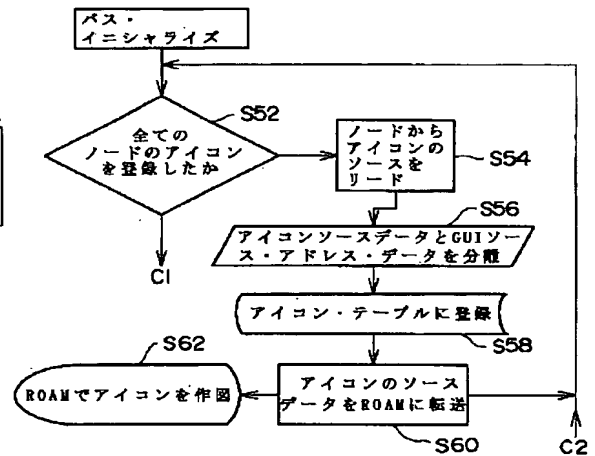 バス・
イニシャライズ
S52
全ての
ノードのアイコン
を登録したか
ノードから
アイコンの
ソースを
リード
S54
S56
アイコンソースデータとGUIソー
ス・アドレス・データを分離
C1
アイコン・テーブルに登録
S58
S62
ROAMでアイコンを作図
アイコンのソース
データをROAMに転送
S60
C2